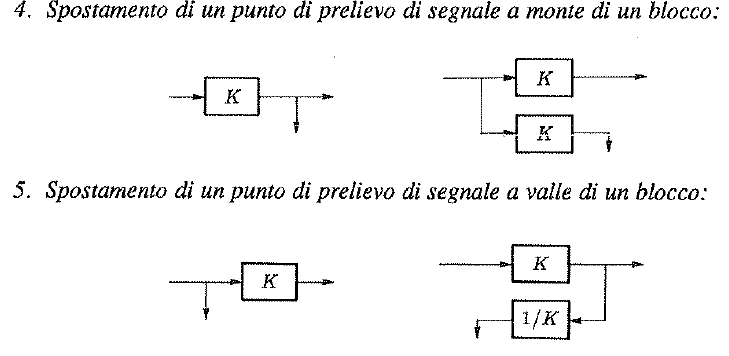 4. Spostamento di un punto di prelievo di segnale a monte di un blocco:
K
K
K
5. Spostamento di un punto di prelievo di segnale a valle di un blocco:
K
K
1/K